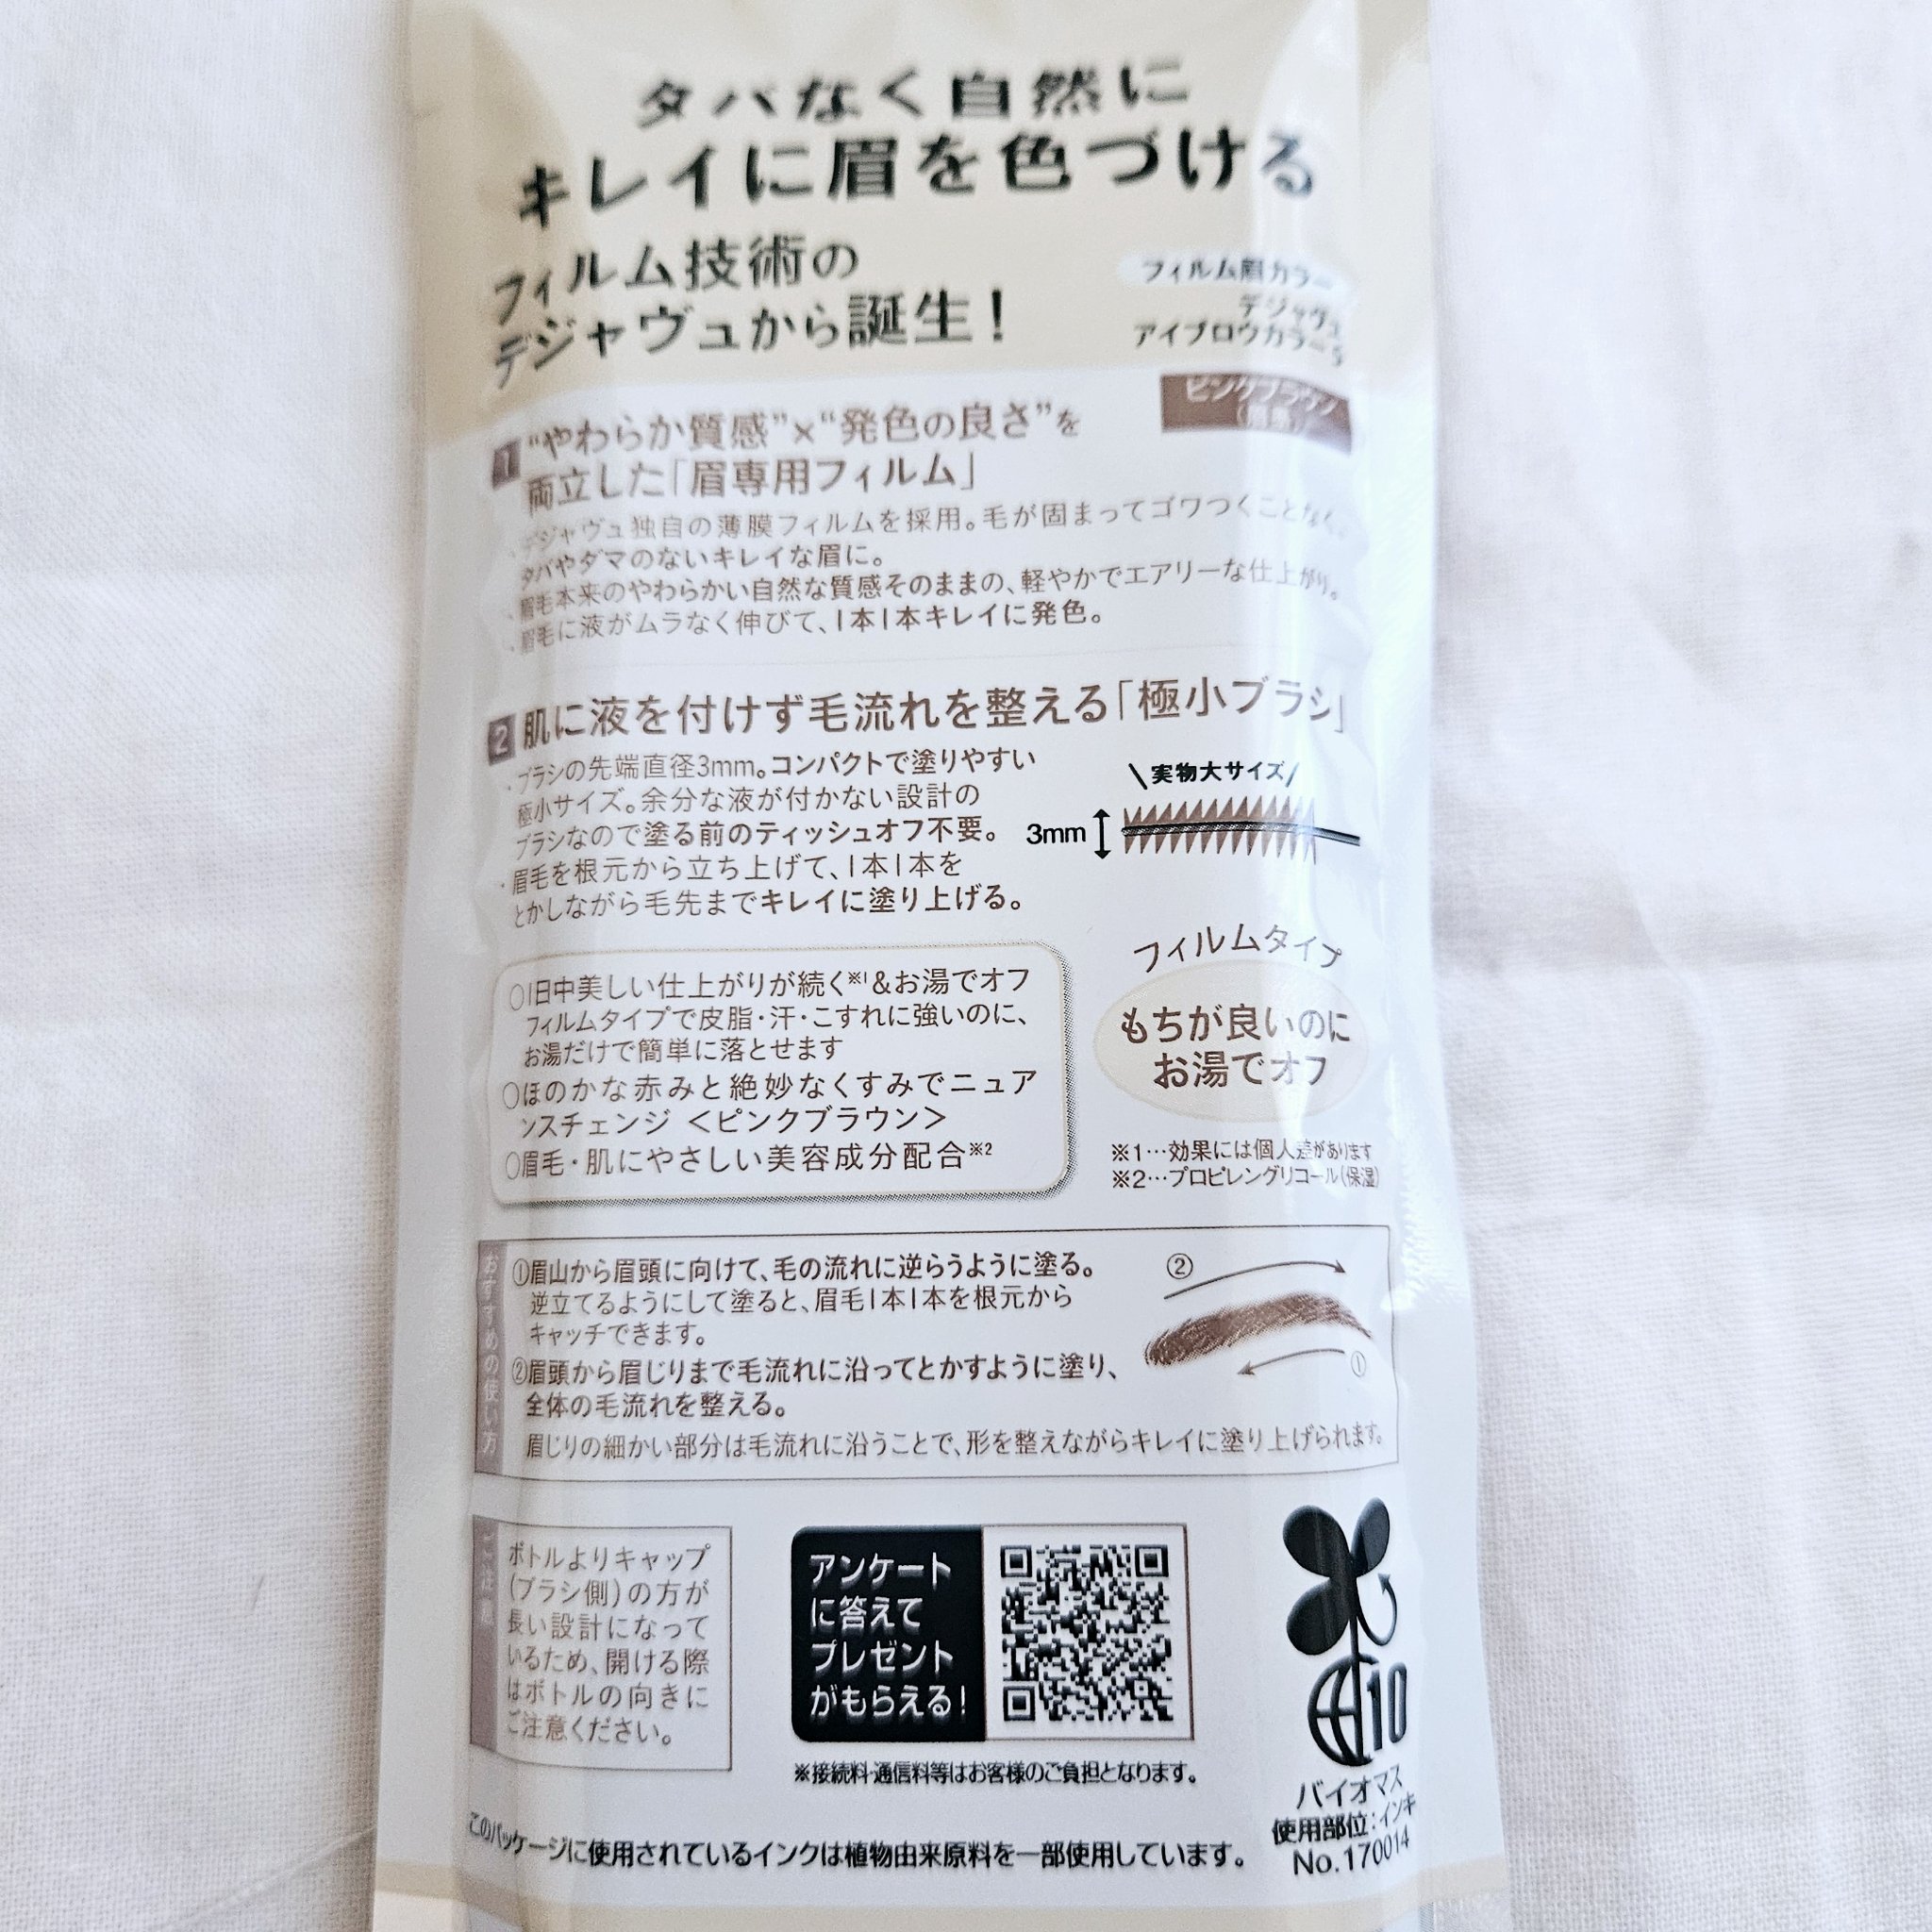 タバなく自然に
キレイに眉を色づける
フィルム技術の
デジャヴュから誕生！
フィルム眉カラー
デジャヴュ
アイブロウカラー S
ピンクブラウン
1 “やわらか質感”×“発色の良さ”を
両立した「眉専用フィルム」
・デジャヴュ独自の薄膜フィルムを採用。毛が固まってゴワつくことなく、
タバやダマのないキレイな眉に。
・眉毛本来のやわらかい自然な質感そのままの、軽やかでエアリーな仕上がり。
・眉毛に液がムラなく伸びて、1本1本キレイに発色。
2 肌に液を付けず毛流れを整える「極小ブラシ」
・ブラシの先端直径3mm。コンパクトで塗りやすい
極小サイズ。余分な液が付かない設計の
ブラシなので塗る前のティッシュオフ不要。
・眉毛を根元から立ち上げて、1本1本を
とかしながら毛先までキレイに塗り上げる。
\実物大サイズ/
3mm
○1日中美しい仕上がりが続く※1&お湯でオフ
フィルムタイプで皮脂・汗・こすれに強いのに、
お湯だけで簡単に落とせます
○ほのかな赤みと絶妙なくすみでニュア
ンスチェンジ ＜ピンクブラウン＞
○眉毛・肌にやさしい美容成分配合※2
フィルムタイプ
もちが良いのに
お湯でオフ
※1…効果には個人差があります
※2…プロピレングリコール（保湿）
おすすめの使い方
①眉山から眉頭に向けて、毛の流れに逆らうように塗る。
逆立てるようにして塗ると、眉毛1本1本を根元から
キャッチできます。
②眉頭から眉じりまで毛流れに沿ってとかすように塗り、
全体の毛流れを整える。
眉じりの細かい部分は毛流れに沿うことで、形を整えながらキレイに塗り上げられます。
②
①
ご注意
ボトルよりキャップ
(ブラシ側)の方が
長い設計になって
いるため、開ける際
はボトルの向きに
ご注意ください。
アンケート
に答えて
プレゼント
がもらえる！
※接続料・通信料等はお客様のご負担となります。
10
バイオマス
使用部位：インキ
No.170014
このパッケージに使用されているインクは植物由来原料を一部使用しています。